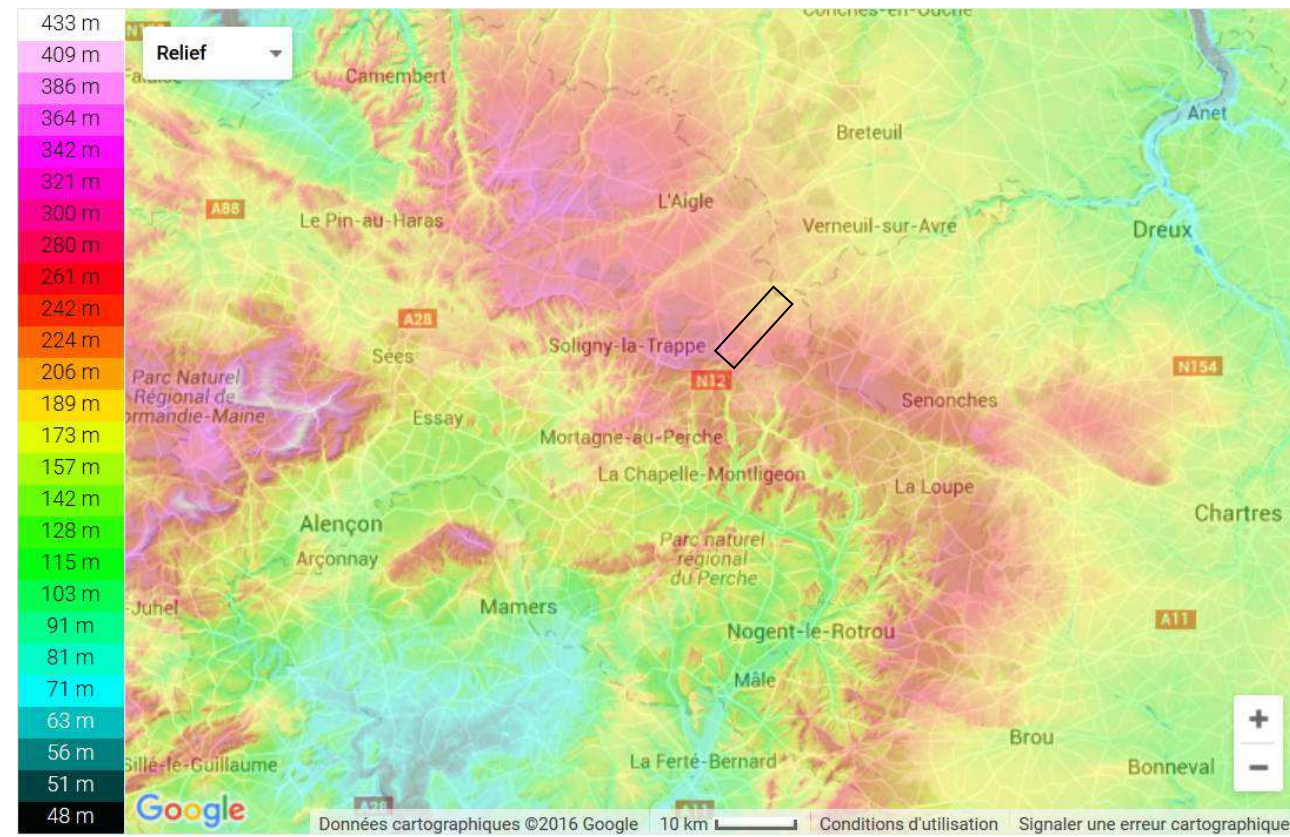 433 m
409 m
386 m
364 m
342 m
321 m
300 m
280 m
261 m
242 m
224 m
206 m
189 m
173 m
157 m
142 m
128 m
115 m
103 m
91 m
81 m
71 m
63 m
56 m
51 m
48 m
Relief
Conches-en-Ouche
Camembert
Anet
Breteuil
L'Aigle
A88
Le Pin-au-Haras
Verneuil-sur-Avre
Dreux
A28
Soligny-la-Trappe
Sées
N12
N154
Parc Naturel
Régional de
ormandie-Maine
Senonches
Essay
Mortagne-au-Perche
La Chapelle-Montligeon
La Loupe
Chartres
Alençon
Arçonnay
Parc naturel
régional
du Perche
-Juhel
Mamers
A11
Nogent-le-Rotrou
Mâle
Brou
Sillé-le-Guillaume
La Ferté-Bernard
Bonneval
+
−
Google
A28
A11
Données cartographiques ©2016 Google 10 km Conditions d'utilisation Signaler une erreur cartographique